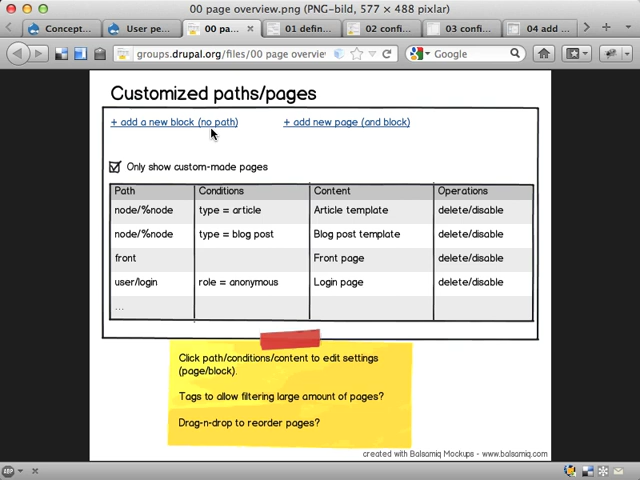 00 page overview.png (PNG-bild, 577 × 488 pixlar)
Concept...
User pe...
00 pa...
01 defin...
02 confi...
03 confi...
04 add ...
groups.drupal.org/files/00 page overvi
Google
Customized paths/pages
+ add a new block (no path)
+ add new page (and block)
Only show custom-made pages
Path Conditions Content Operations
node/%node type = article Article template delete/disable
node/%node type = blog post Blog post template delete/disable
front Front page delete/disable
user/login role = anonymous Login page delete/disable
...
Click path/conditions/content to edit settings
(page/block).
Tags to allow filtering large amount of pages?
Drag-n-drop to reorder pages?
created with Balsamiq Mockups - www.balsamiq.com
ABP